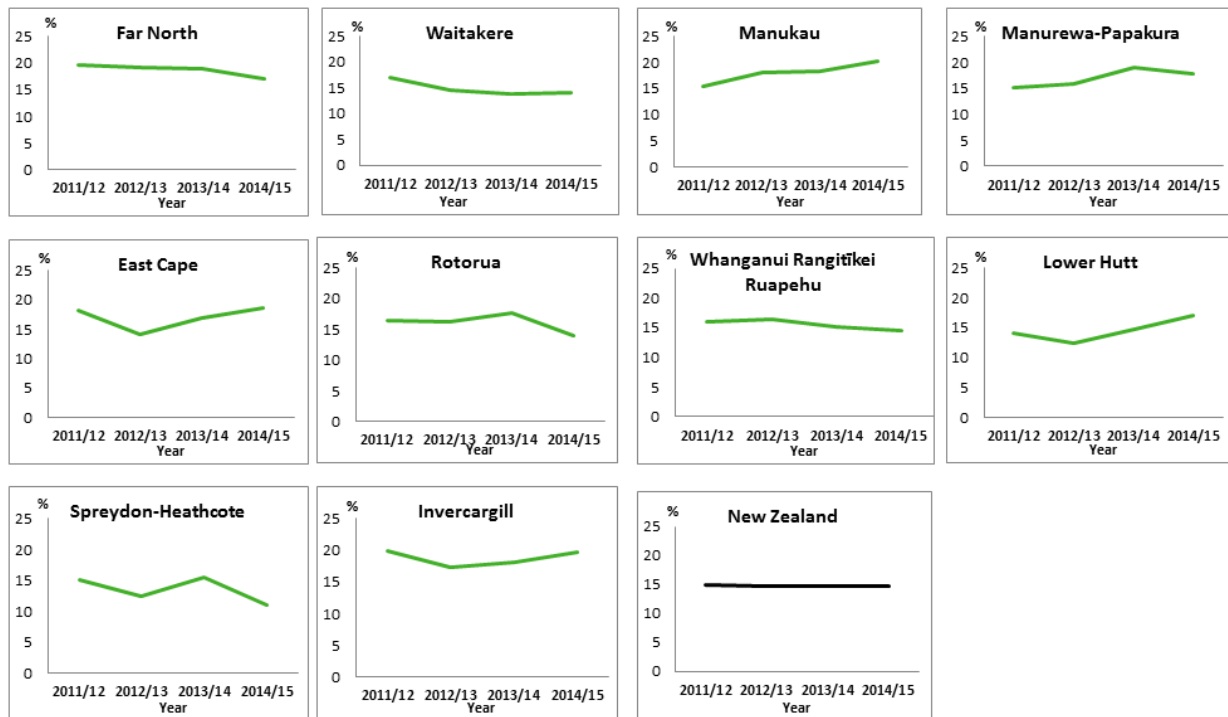 %
Far North
25
20
15
10
5
0
2011/12 2012/13 2013/14 2014/15
Year
%
Waitakere
25
20
15
10
5
0
2011/12 2012/13 2013/14 2014/15
Year
%
Manukau
25
20
15
10
5
0
2011/12 2012/13 2013/14 2014/15
Year
%
Manurewa-Papakura
25
20
15
10
5
0
2011/12 2012/13 2013/14 2014/15
Year
%
East Cape
25
20
15
10
5
0
2011/12 2012/13 2013/14 2014/15
Year
%
Rotorua
25
20
15
10
5
0
2011/12 2012/13 2013/14 2014/15
Year
%
Whanganui Rangitīkei
Ruapehu
25
20
15
10
5
0
2011/12 2012/13 2013/14 2014/15
Year
%
Lower Hutt
25
20
15
10
5
0
2011/12 2012/13 2013/14 2014/15
Year
%
Spreydon-Heathcote
25
20
15
10
5
0
2011/12 2012/13 2013/14 2014/15
Year
%
Invercargill
25
20
15
10
5
0
2011/12 2012/13 2013/14 2014/15
Year
%
New Zealand
25
20
15
10
5
0
2011/12 2012/13 2013/14 2014/15
Year